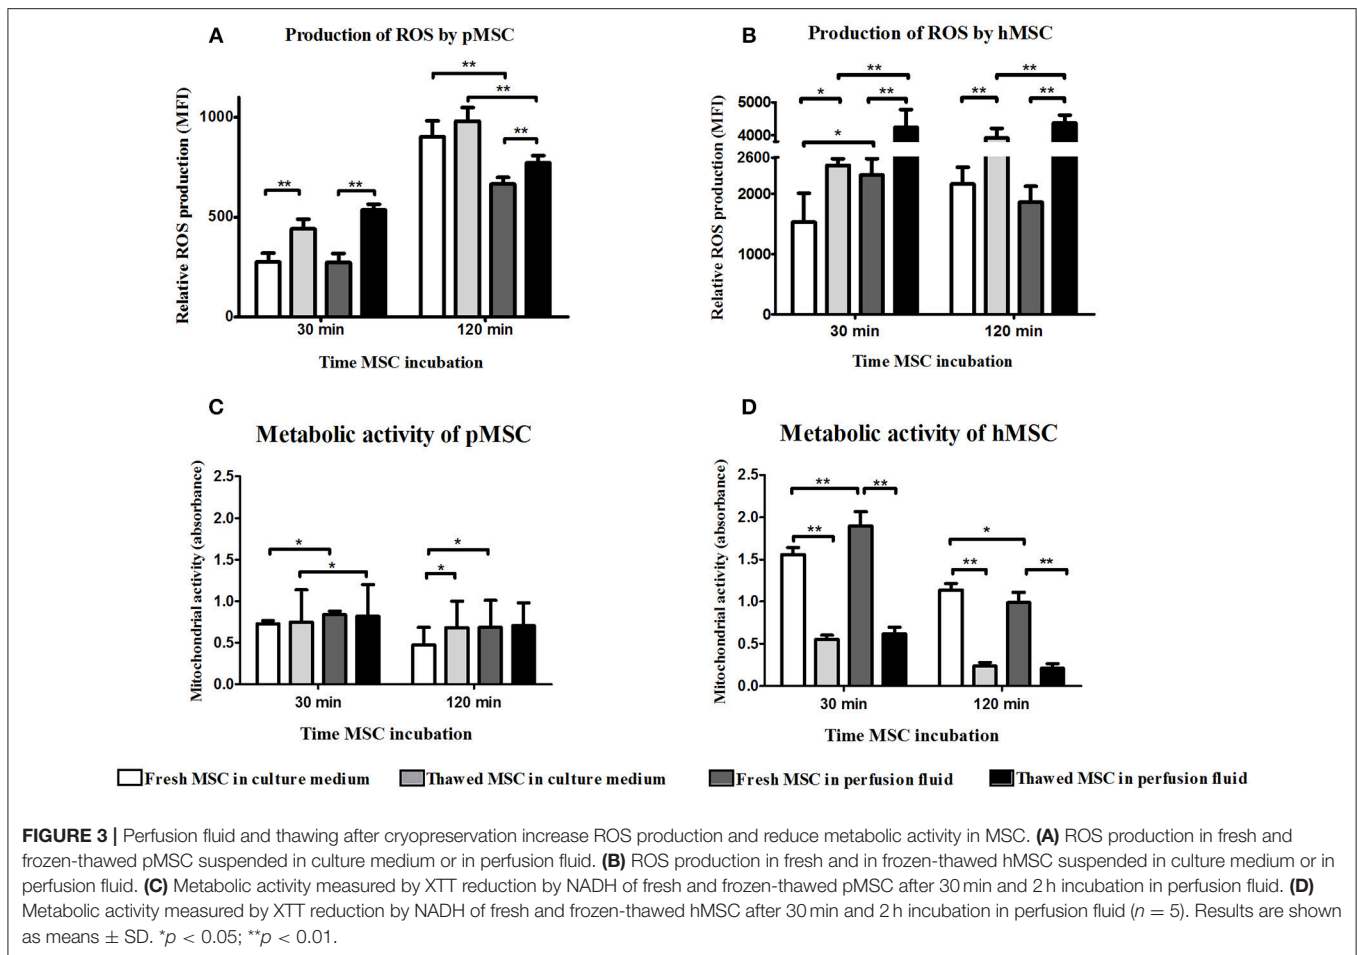 A
Production of ROS by pMSC
Relative ROS production (MFI)
1000
500
0
**
**
**
**
**
30 min
120 min
Time MSC incubation
B
Production of ROS by hMSC
Relative ROS production (MFI)
5000
4000
2600
2000
1000
0
**
*
**
*
**
**
**
30 min
120 min
Time MSC incubation
C
Metabolic activity of pMSC
Mitochondrial activity (absorbance)
2.5
2.0
1.5
1.0
0.5
0.0
*
*
*
*
30 min
120 min
Time MSC incubation
D
Metabolic activity of hMSC
Mitochondrial activity (absorbance)
2.5
2.0
1.5
1.0
0.5
0.0
**
**
**
*
**
**
30 min
120 min
Time MSC incubation
Fresh MSC in culture medium
Thawed MSC in culture medium
Fresh MSC in perfusion fluid
Thawed MSC in perfusion fluid
FIGURE 3 | Perfusion fluid and thawing after cryopreservation increase ROS production and reduce metabolic activity in MSC. (A) ROS production in fresh and
frozen-thawed pMSC suspended in culture medium or in perfusion fluid. (B) ROS production in fresh and in frozen-thawed hMSC suspended in culture medium or in
perfusion fluid. (C) Metabolic activity measured by XTT reduction by NADH of fresh and frozen-thawed pMSC after 30 min and 2 h incubation in perfusion fluid. (D)
Metabolic activity measured by XTT reduction by NADH of fresh and frozen-thawed hMSC after 30 min and 2 h incubation in perfusion fluid (n = 5). Results are shown
as means ± SD. *p < 0.05; **p < 0.01.